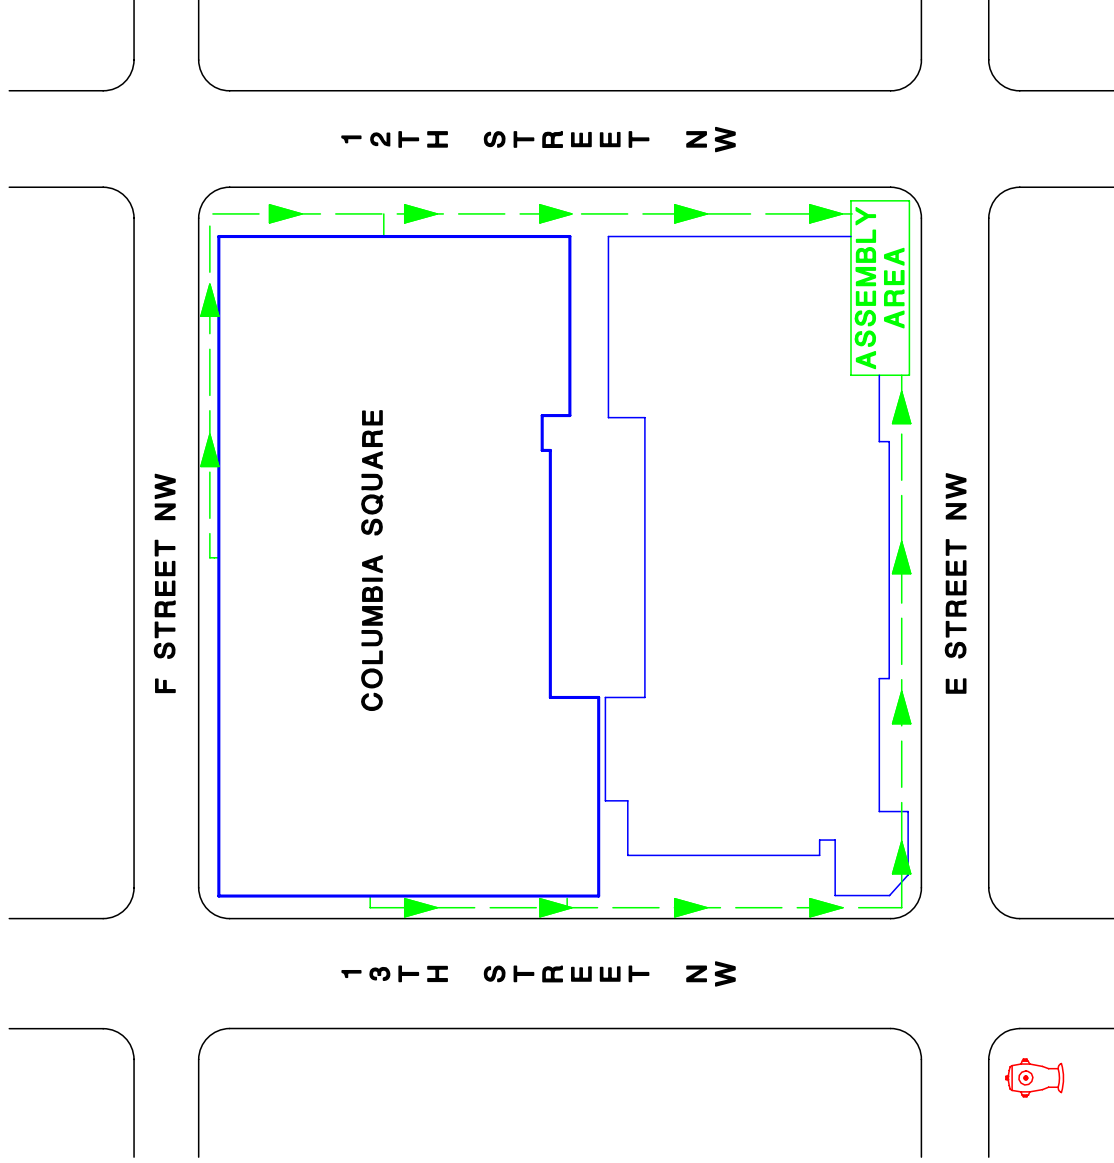 12TH STREET NW
F STREET NW
COLUMBIA SQUARE
ASSEMBLY
AREA
E STREET NW
13TH STREET NW